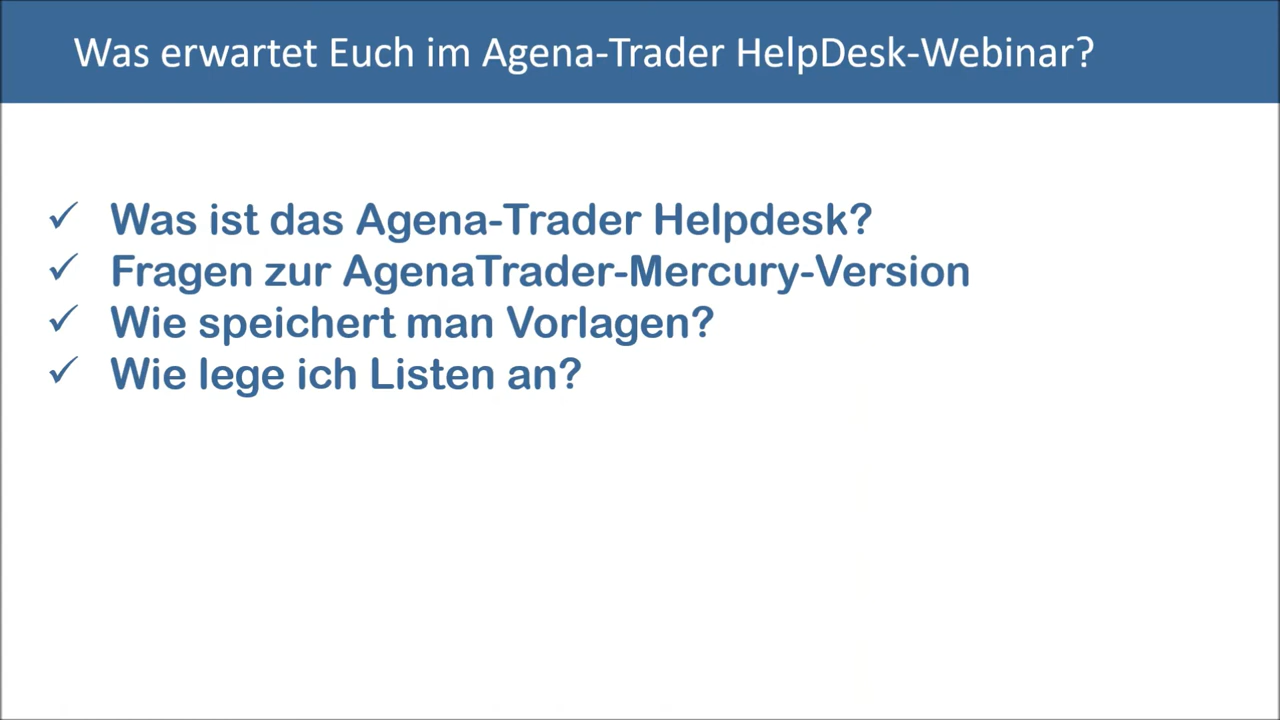 Was erwartet Euch im Agena-Trader HelpDesk-Webinar?
✓ Was ist das Agena-Trader Helpdesk?
✓ Fragen zur AgenaTrader-Mercury-Version
✓ Wie speichert man Vorlagen?
✓ Wie lege ich Listen an?